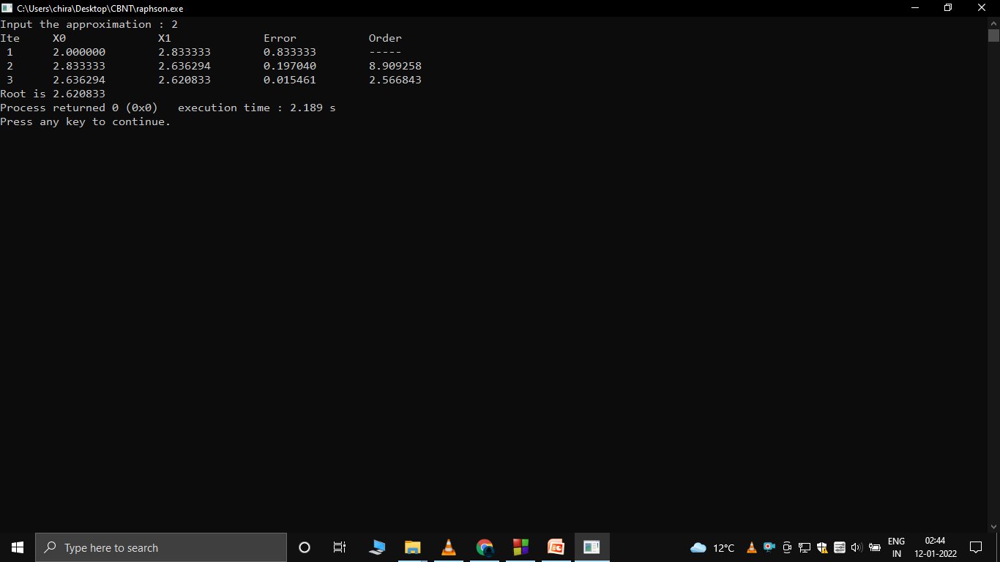 C:\Users\chira\Desktop\CBNT\raphson.exe
Input the approximation : 2
Ite X0 X1 Error Order
1 2.000000 2.833333 0.833333 -----
2 2.833333 2.636294 0.197040 8.909258
3 2.636294 2.620833 0.015461 2.566843
Root is 2.620833
Process returned 0 (0x0) execution time : 2.189 s
Press any key to continue.
Type here to search
12°C
ENG
IN
02:44
12-01-2022